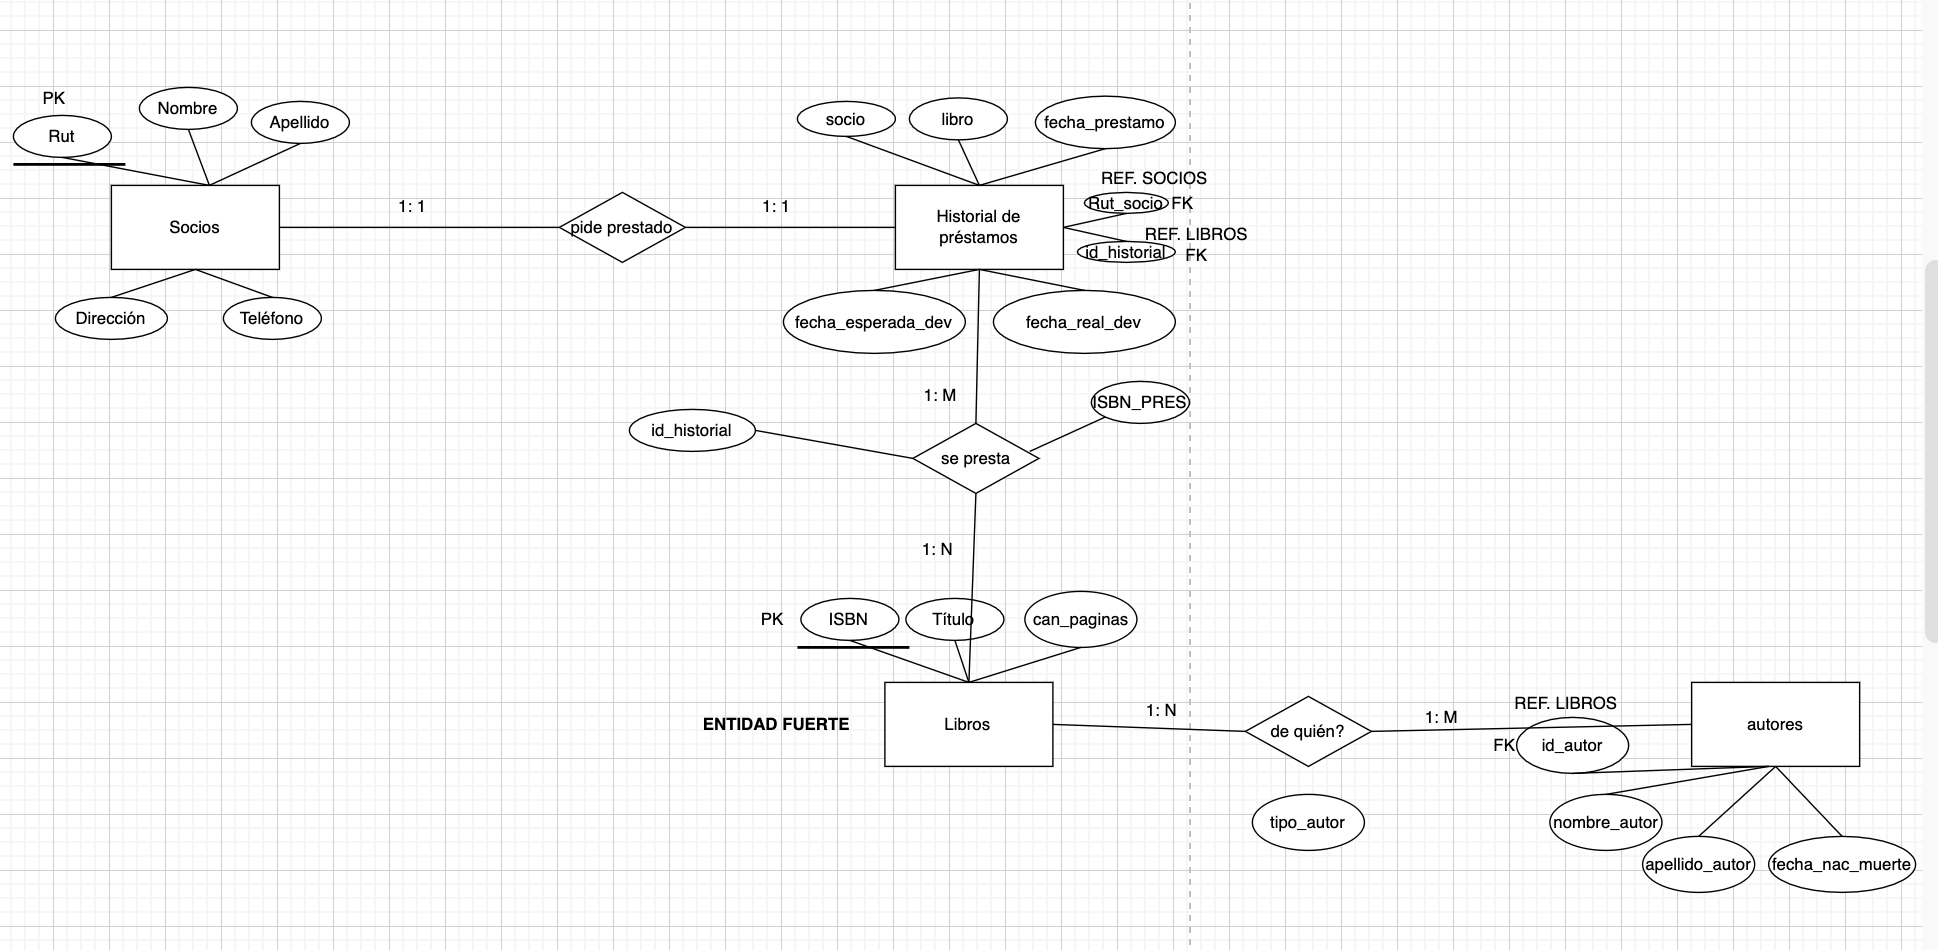 PK
Rut
Nombre
Apellido
Socios
Dirección
Teléfono
1: 1
pide prestado
1: 1
socio
libro
fecha_prestamo
Historial de
préstamos
REF. SOCIOS
Rut_socio FK
REF. LIBROS
id_historial FK
fecha_esperada_dev
fecha_real_dev
1: M
id_historial
ISBN_PRES
se presta
1: N
PK
ISBN
Título
can_paginas
ENTIDAD FUERTE
Libros
1: N
de quién?
1: M
tipo_autor
REF. LIBROS
FK id_autor
autores
nombre_autor
apellido_autor
fecha_nac_muerte